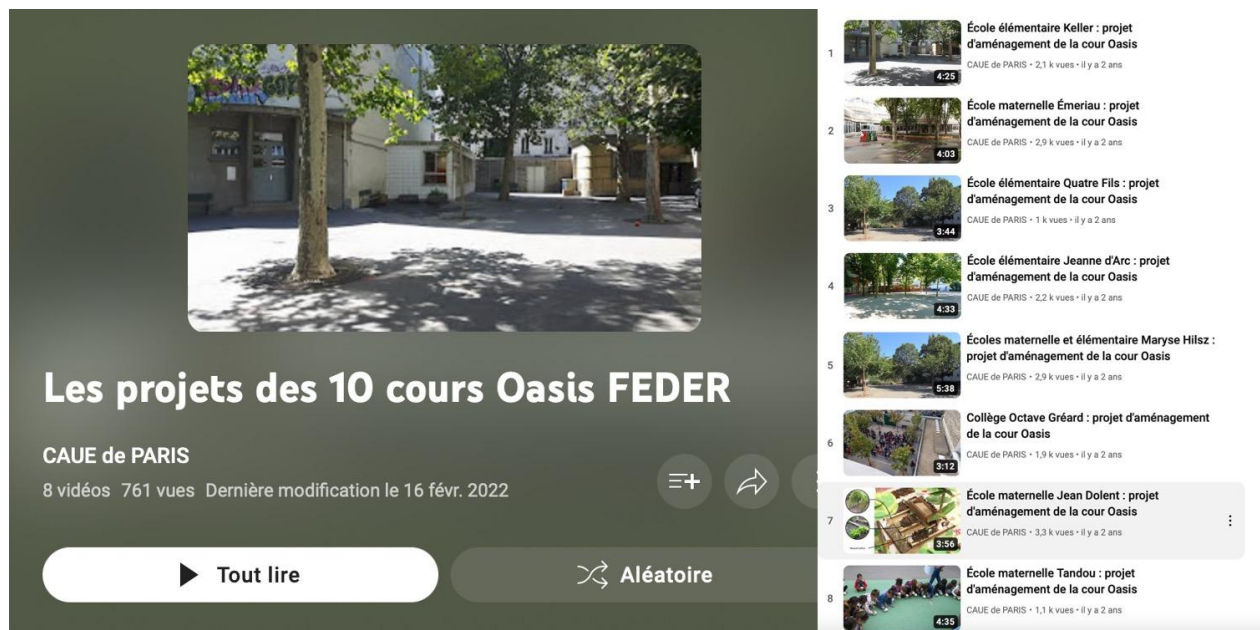 Les projets des 10 cours Oasis FEDER
CAUE de PARIS
8 vidéos 761 vues Dernière modification le 16 févr. 2022
Tout lire
Aléatoire
1
4:25
École élémentaire Keller : projet
d'aménagement de la cour Oasis
CAUE de PARIS • 2,1 k vues • il y a 2 ans
2
4:03
École maternelle Émeriau : projet
d'aménagement de la cour Oasis
CAUE de PARIS • 2,9 k vues • il y a 2 ans
3
3:44
École élémentaire Quatre Fils : projet
d'aménagement de la cour Oasis
CAUE de PARIS • 1 k vues • il y a 2 ans
4
4:33
École élémentaire Jeanne d'Arc : projet
d'aménagement de la cour Oasis
CAUE de PARIS • 2,2 k vues • il y a 2 ans
5
5:38
Écoles maternelle et élémentaire Maryse Hilsz :
projet d'aménagement de la cour Oasis
CAUE de PARIS • 2,9 k vues • il y a 2 ans
6
3:12
Collège Octave Gréard : projet d'aménagement
de la cour Oasis
CAUE de PARIS • 1,9 k vues • il y a 2 ans
7
3:56
École maternelle Jean Dolent : projet
d'aménagement de la cour Oasis
CAUE de PARIS • 3,3 k vues • il y a 2 ans
8
4:35
École maternelle Tandou : projet
d'aménagement de la cour Oasis
CAUE de PARIS • 1,1 k vues • il y a 2 ans